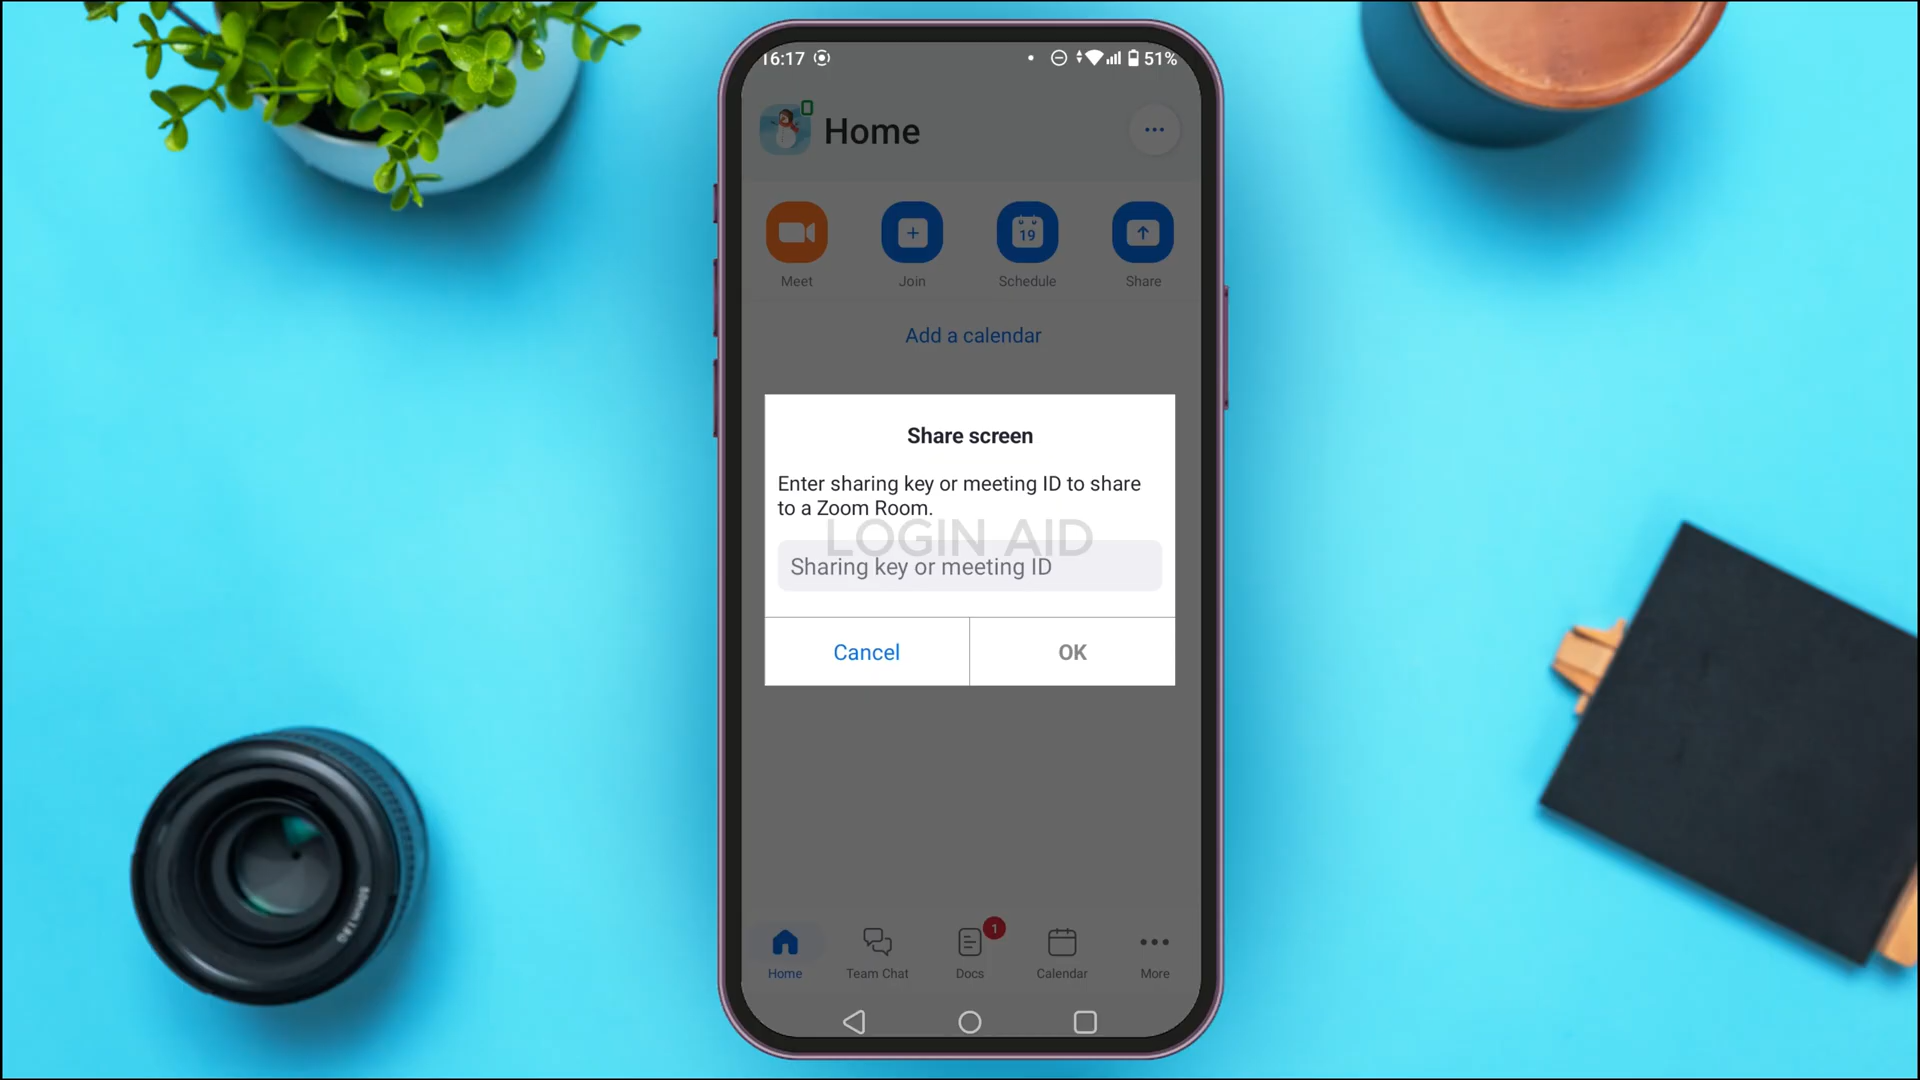 16:17
51%
Home
Meet
Join
19
Schedule
Share
Add a calendar
Share screen
Enter sharing key or meeting ID to share
to a Zoom Room.
LOGIN AID
Sharing key or meeting ID
Cancel
OK
1
Home
Team Chat
Docs
Calendar
More